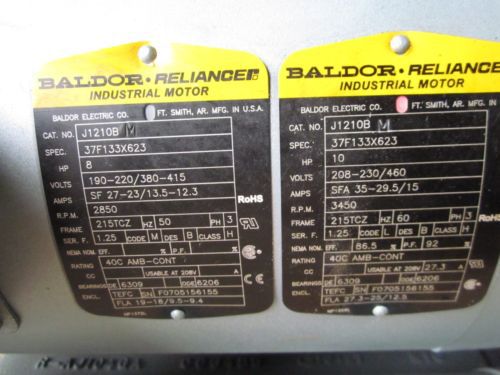 BALDOR · RELIANCE
INDUSTRIAL MOTOR
BALDOR ELECTRIC CO. FT. SMITH, AR. MFG. IN U.S.A.
CAT. NO. J1210B M
SPEC. 37F133X623
HP 8
VOLTS 190-220/380-415
AMPS SF 27-23/13.5-12.3
R.P.M. 2850
RoHS
FRAME 215TCZ HZ 50 PH 3
SER. F. 1.25 CODE M DES B CLASS H
NEMA NOM. EFF. % P.F. %
RATING 40C AMB-CONT
CC USABLE AT 208V A
BEARINGS DE 6309 ODE 6206
ENCL. TEFC SN F0705156155
FLA 19-18/9.5-9.4
BALDOR · RELIANCE
INDUSTRIAL MOTOR
BALDOR ELECTRIC CO. FT. SMITH, AR. MFG. IN U.S.A.
CAT. NO. J1210B M
SPEC. 37F133X623
HP 10
VOLTS 208-230/460
AMPS SFA 35-29.5/15
R.P.M. 3450
RoHS
FRAME 215TCZ HZ 60 PH 3
SER. F. 1.25 CODE L DES B CLASS H
NEMA NOM. EFF. 86.5 % P.F. 92 %
RATING 40C AMB-CONT
CC USABLE AT 208V 27.3 A
BEARINGS DE 6309 ODE 6206
ENCL. TEFC SN F0705156155
FLA 27.3-25/12.5